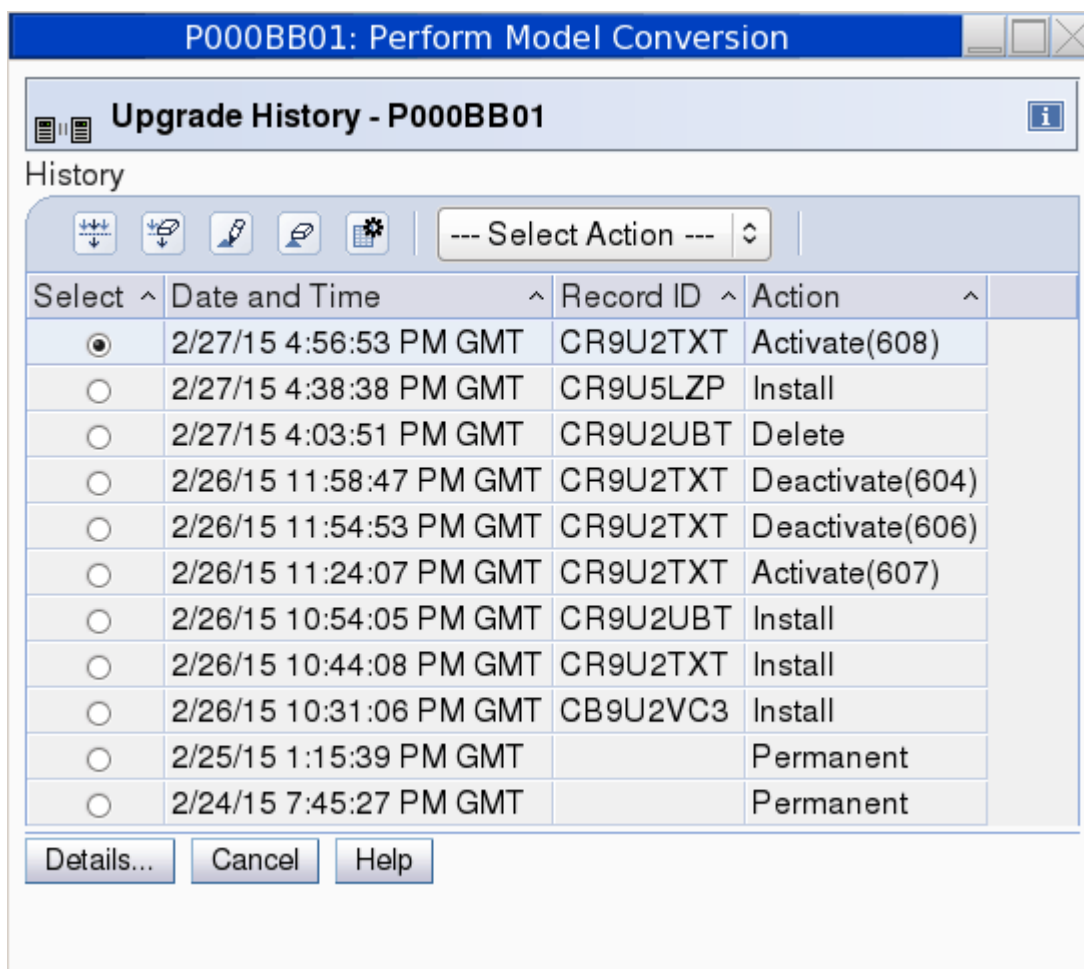 P000BB01: Perform Model Conversion
Upgrade History - P000BB01
History
--- Select Action ---
Select Date and Time Record ID Action
2/27/15 4:56:53 PM GMT CR9U2TXT Activate(608)
2/27/15 4:38:38 PM GMT CR9U5LZP Install
2/27/15 4:03:51 PM GMT CR9U2UBT Delete
2/26/15 11:58:47 PM GMT CR9U2TXT Deactivate(604)
2/26/15 11:54:53 PM GMT CR9U2TXT Deactivate(606)
2/26/15 11:24:07 PM GMT CR9U2TXT Activate(607)
2/26/15 10:54:05 PM GMT CR9U2UBT Install
2/26/15 10:44:08 PM GMT CR9U2TXT Install
2/26/15 10:31:06 PM GMT CB9U2VC3 Install
2/25/15 1:15:39 PM GMT Permanent
2/24/15 7:45:27 PM GMT Permanent
Details... Cancel Help